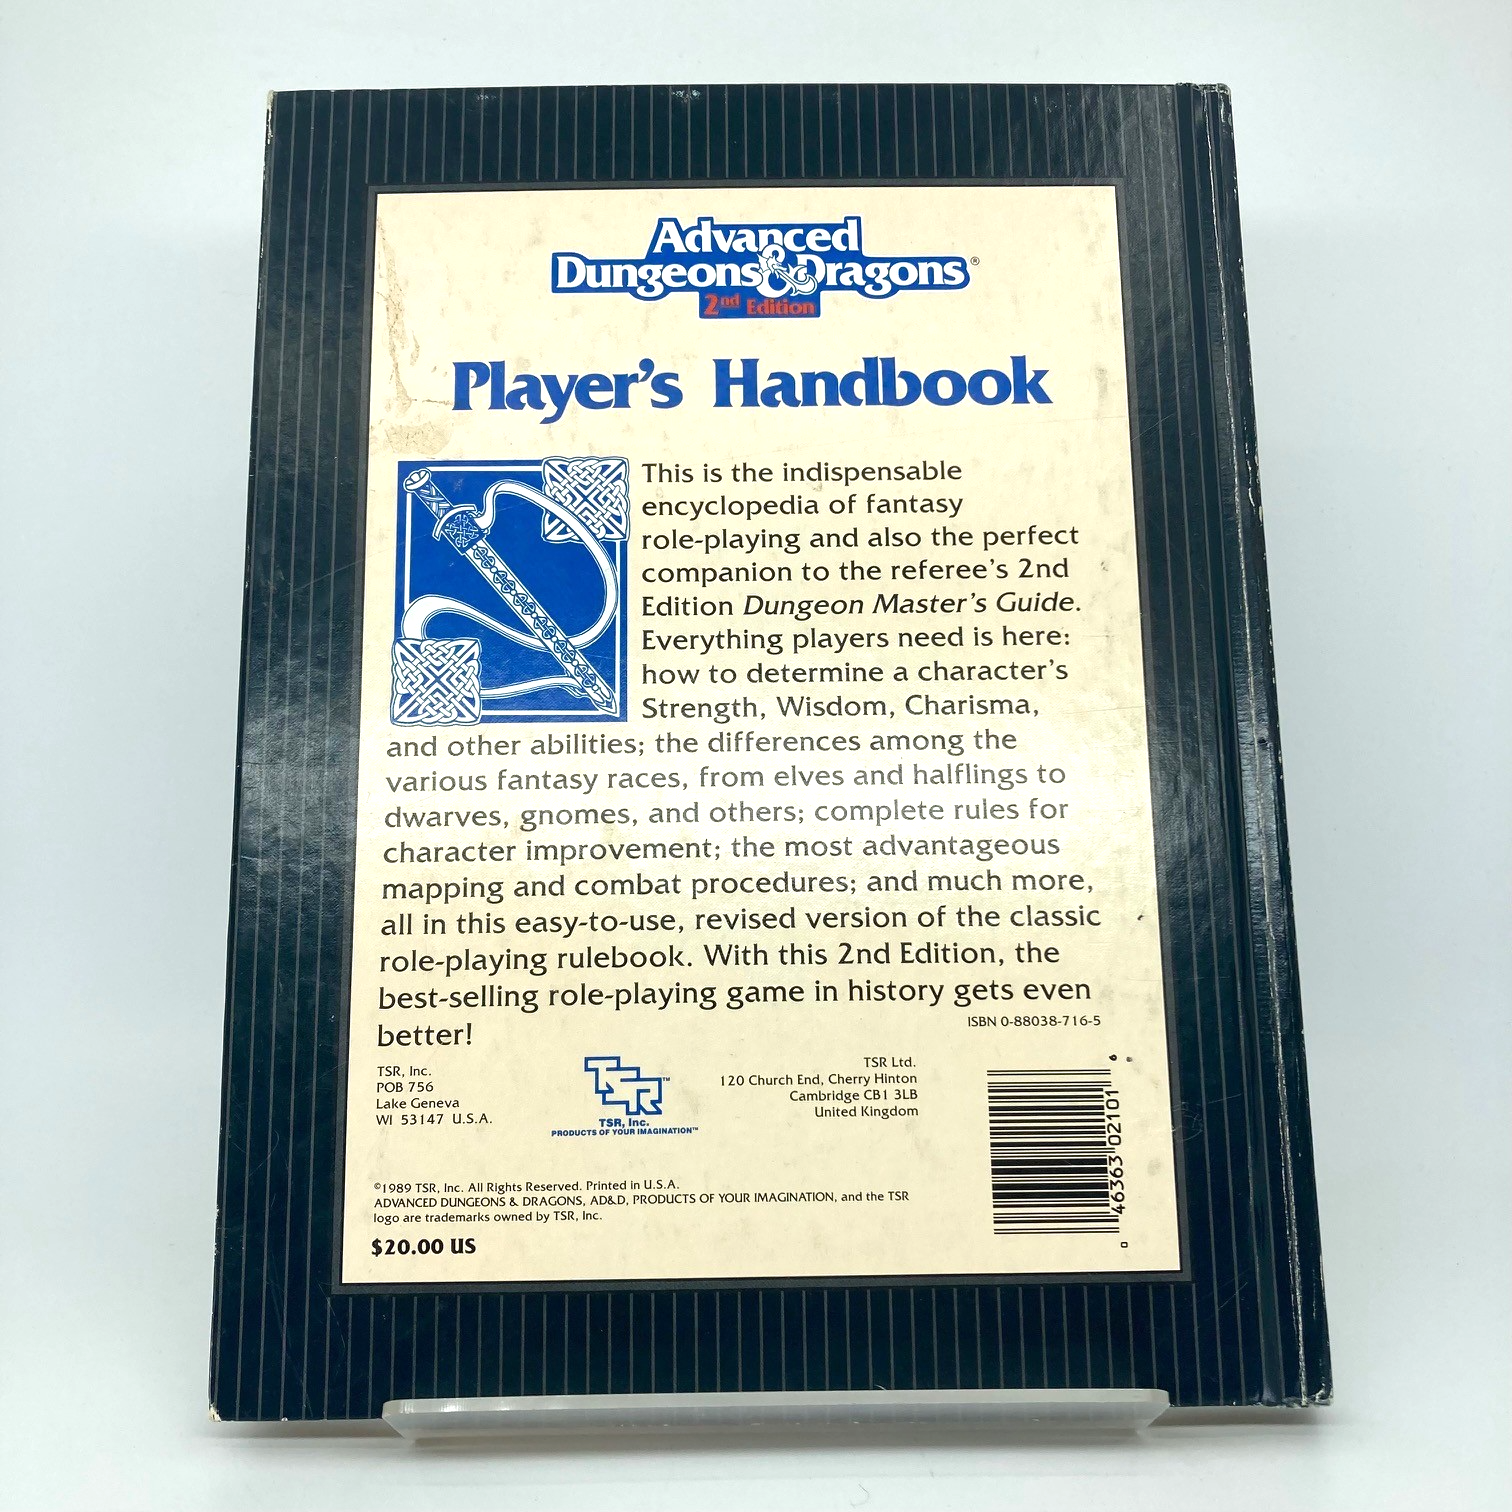 Advanced
Dungeons & Dragons®
2nd Edition
Player's Handbook
This is the indispensable
encyclopedia of fantasy
role-playing and also the perfect
companion to the referee's 2nd
Edition Dungeon Master's Guide.
Everything players need is here:
how to determine a character's
Strength, Wisdom, Charisma,
and other abilities; the differences among the
various fantasy races, from elves and halflings to
dwarves, gnomes, and others; complete rules for
character improvement; the most advantageous
mapping and combat procedures; and much more,
all in this easy-to-use, revised version of the classic
role-playing rulebook. With this 2nd Edition, the
best-selling role-playing game in history gets even
better!
ISBN 0-88038-716-5
TSR, Inc.
POB 756
Lake Geneva
WI 53147 U.S.A.
TSR™
TSR, Inc.
PRODUCTS OF YOUR IMAGINATION™
TSR Ltd.
120 Church End, Cherry Hinton
Cambridge CB1 3LB
United Kingdom
©1989 TSR, Inc. All Rights Reserved. Printed in U.S.A.
ADVANCED DUNGEONS & DRAGONS, AD&D, PRODUCTS OF YOUR IMAGINATION, and the TSR
logo are trademarks owned by TSR, Inc.
$20.00 US
0 46363 02101 6